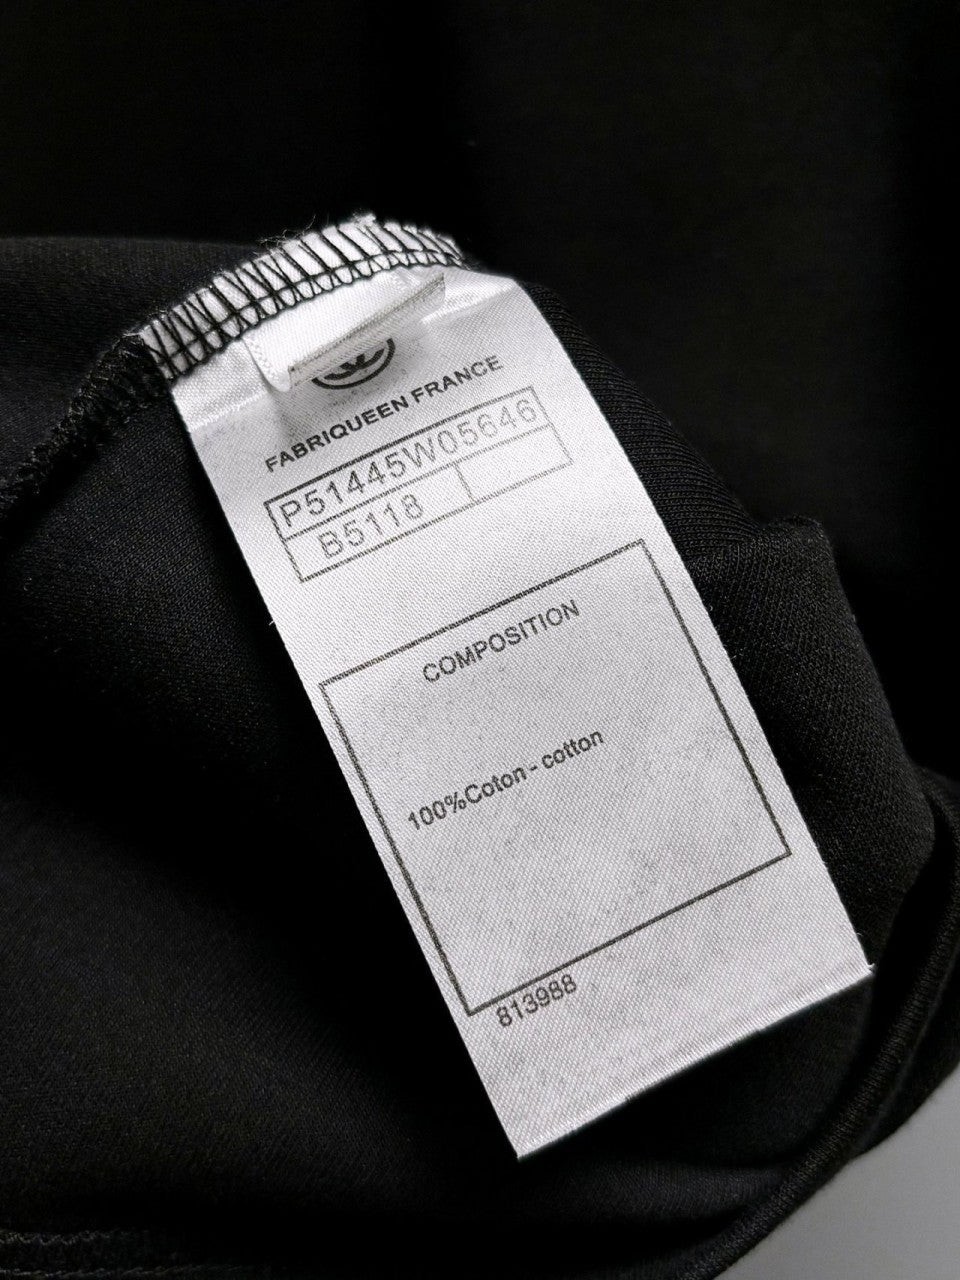 FABRIQUEEN FRANCE
P51445W05646
B5118
COMPOSITION
100%Coton - cotton
813988